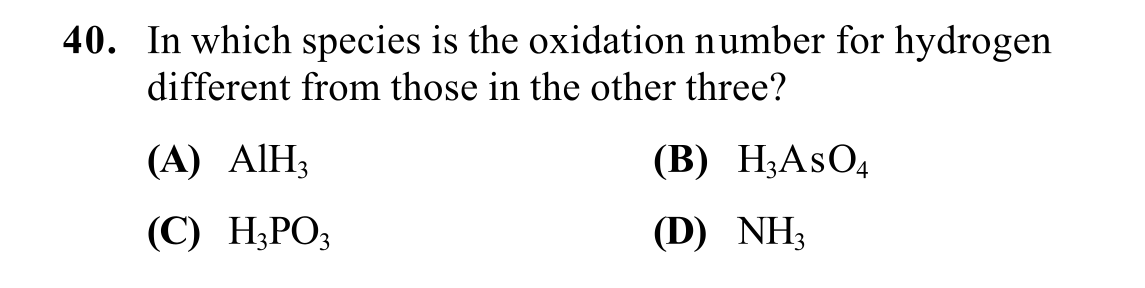 40. In which species is the oxidation number for hydrogen
different from those in the other three?
(A) AlH₃ (B) H₃AsO₄
(C) H₃PO₃ (D) NH₃